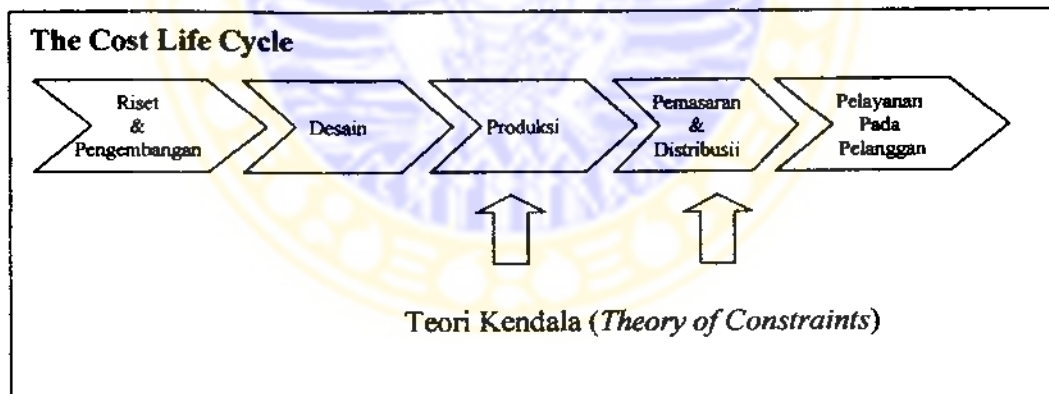 The Cost Life Cycle
Riset
&
Pengembangan
Desain
Produksi
Pemasaran
&
Distribusii
Pelayanan
Pada
Pelanggan
Teori Kendala (Theory of Constraints)